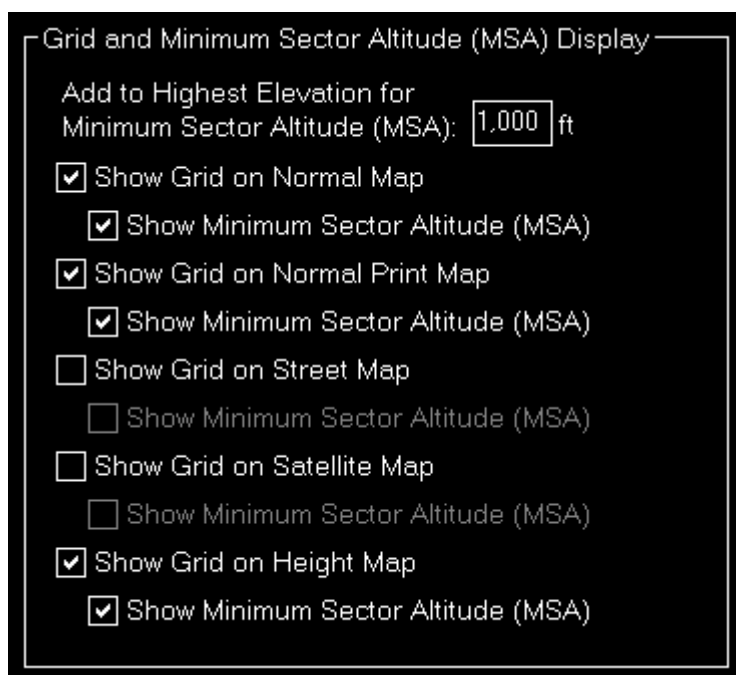 Grid and Minimum Sector Altitude (MSA) Display
Add to Highest Elevation for
Minimum Sector Altitude (MSA): 1,000 ft
Show Grid on Normal Map
Show Minimum Sector Altitude (MSA)
Show Grid on Normal Print Map
Show Minimum Sector Altitude (MSA)
Show Grid on Street Map
Show Minimum Sector Altitude (MSA)
Show Grid on Satellite Map
Show Minimum Sector Altitude (MSA)
Show Grid on Height Map
Show Minimum Sector Altitude (MSA)